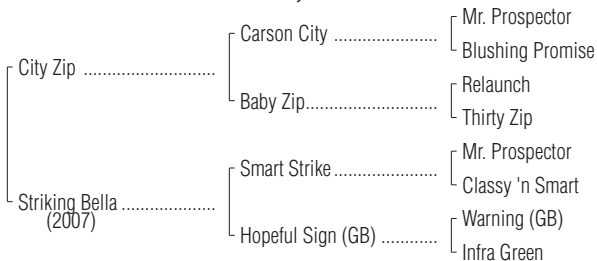 Mr. Prospector
Carson City ......................
Blushing Promise
City Zip ............................
Relaunch
Baby Zip............................
Thirty Zip
Mr. Prospector
Smart Strike......................
Classy 'n Smart
Striking Bella ....................
(2007)
Warning (GB)
Hopeful Sign (GB) ............
Infra Green